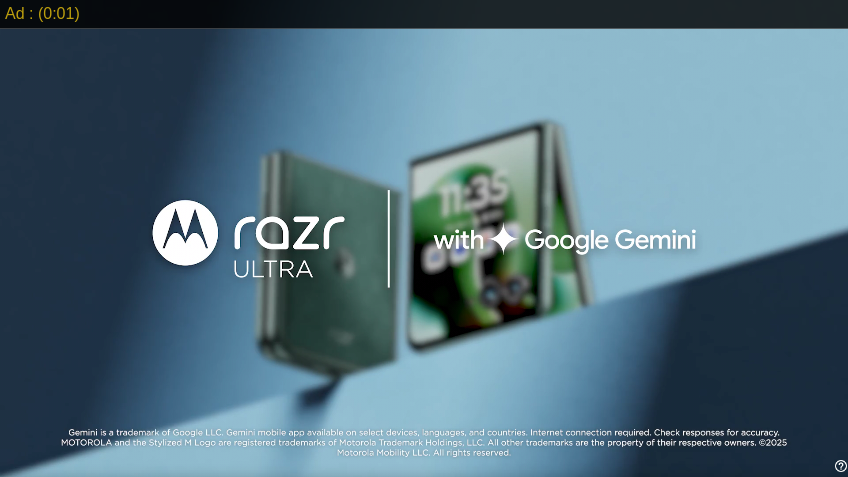 Ad : (0:01)
11:35
razr
ULTRA
with Google Gemini
Gemini is a trademark of Google LLC. Gemini mobile app available on select devices, languages, and countries. Internet connection required. Check responses for accuracy.
MOTOROLA and the Stylized M Logo are registered trademarks of Motorola Trademark Holdings, LLC. All other trademarks are the property of their respective owners. ©2025
Motorola Mobility LLC. All rights reserved.
?